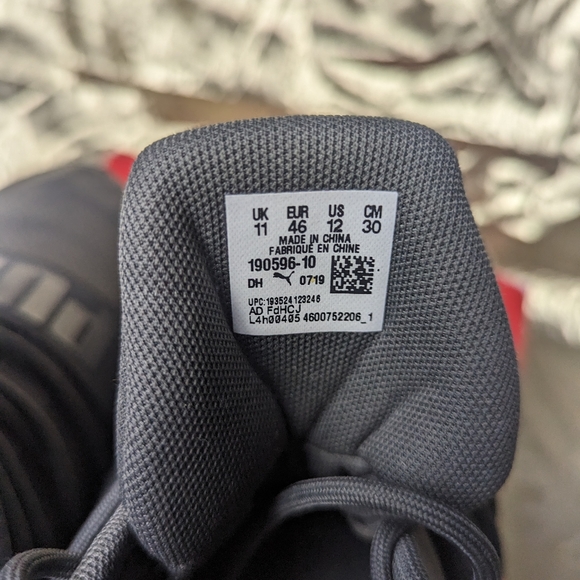 UK EUR US CM
11 46 12 30
MADE IN CHINA
FABRIQUÉ EN CHINE
190596-10
DH 0719
UPC:193524123246
AD FdHCJ
L4h00405 4600752206_1